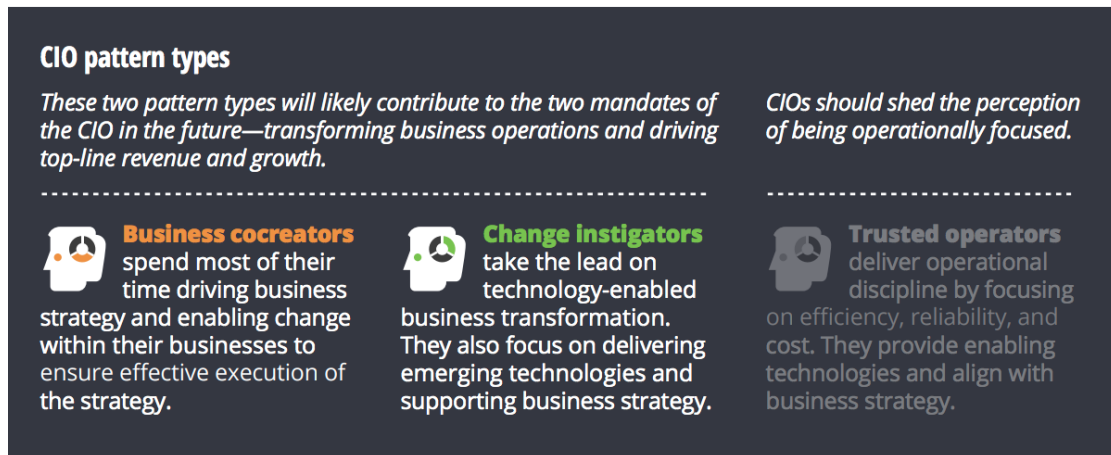 CIO pattern types
These two pattern types will likely contribute to the two mandates of
the CIO in the future—transforming business operations and driving
top-line revenue and growth.
CIOs should shed the perception
of being operationally focused.
Business cocreators
spend most of their
time driving business
strategy and enabling change
within their businesses to
ensure effective execution of
the strategy.
Change instigators
take the lead on
technology-enabled
business transformation.
They also focus on delivering
emerging technologies and
supporting business strategy.
Trusted operators
deliver operational
discipline by focusing
on efficiency, reliability, and
cost. They provide enabling
technologies and align with
business strategy.